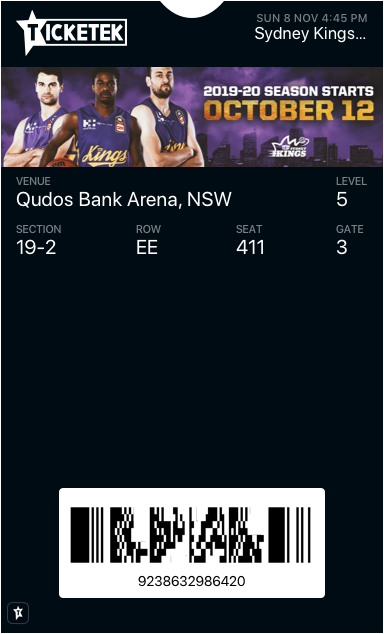 TICKETEK
SUN 8 NOV 4:45 PM
Sydney Kings...
2019-20 SEASON STARTS
OCTOBER 12
Kings
KINGS
VENUE
Qudos Bank Arena, NSW
LEVEL
5
SECTION
19-2
ROW
EE
SEAT
411
GATE
3
9238632986420